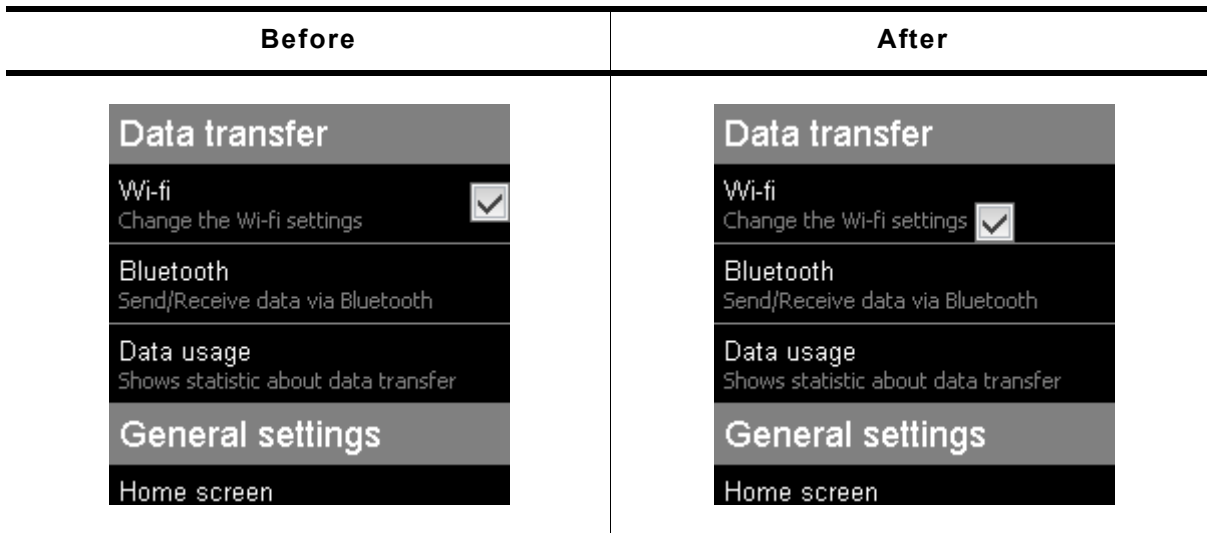 Before
After
Data transfer
Wi-fi
Change the Wi-fi settings
Bluetooth
Send/Receive data via Bluetooth
Data usage
Shows statistic about data transfer
General settings
Home screen
Data transfer
Wi-fi
Change the Wi-fi settings
Bluetooth
Send/Receive data via Bluetooth
Data usage
Shows statistic about data transfer
General settings
Home screen